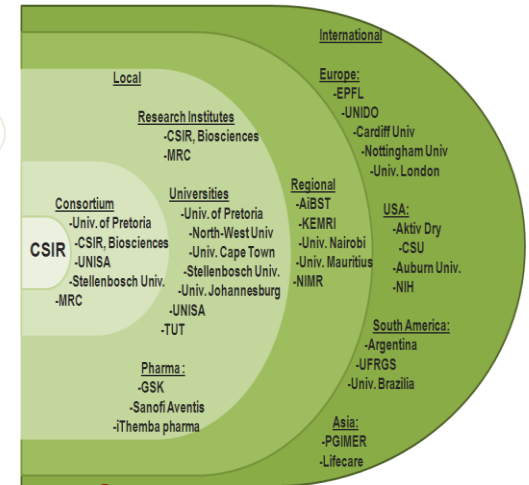 CSIR
Consortium
-Univ. of Pretoria
-CSIR, Biosciences
-UNISA
-Stellenbosch Univ.
-MRC
Local
Research Institutes
-CSIR, Biosciences
-MRC
Universities
-Univ. of Pretoria
-North-West Univ
-Univ. Cape Town
-Stellenbosch Univ.
-Univ. Johannesburg
-UNISA
-TUT
Pharma :
-GSK
-Sanofi Aventis
-iThemba pharma
Regional
-AiBST
-KEMRI
-Univ. Nairobi
-Univ. Mauritius
-NIMR
International
Europe:
-EPFL
-UNIDO
-Cardiff Univ
-Nottingham Univ
-Univ. London
USA:
-Aktiv Dry
-CSU
-Auburn Univ.
-NIH
South America:
-Argentina
-UFRGS
-Univ. Brazilia
Asia:
-PGIMER
-Lifecare